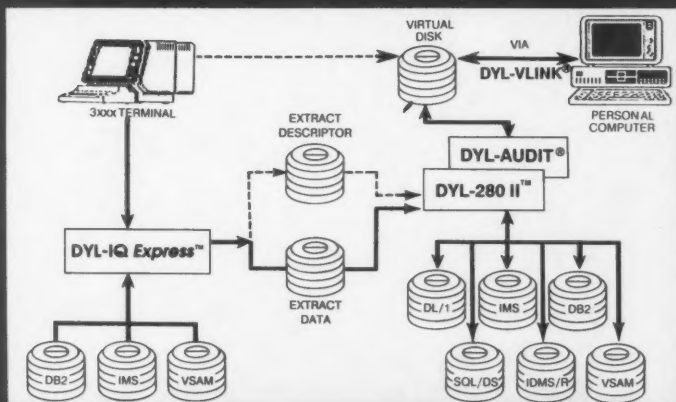 VIRTUAL
DISK
VIA
DYL-VLINK®
3xxx TERMINAL
PERSONAL
COMPUTER
EXTRACT
DESCRIPTOR
DYL-AUDIT®
DYL-280 II™
DYL-IQ Express™
EXTRACT
DATA
DL/1
IMS
DB2
DB2
IMS
VSAM
SQL/DS
IDMS/R
VSAM